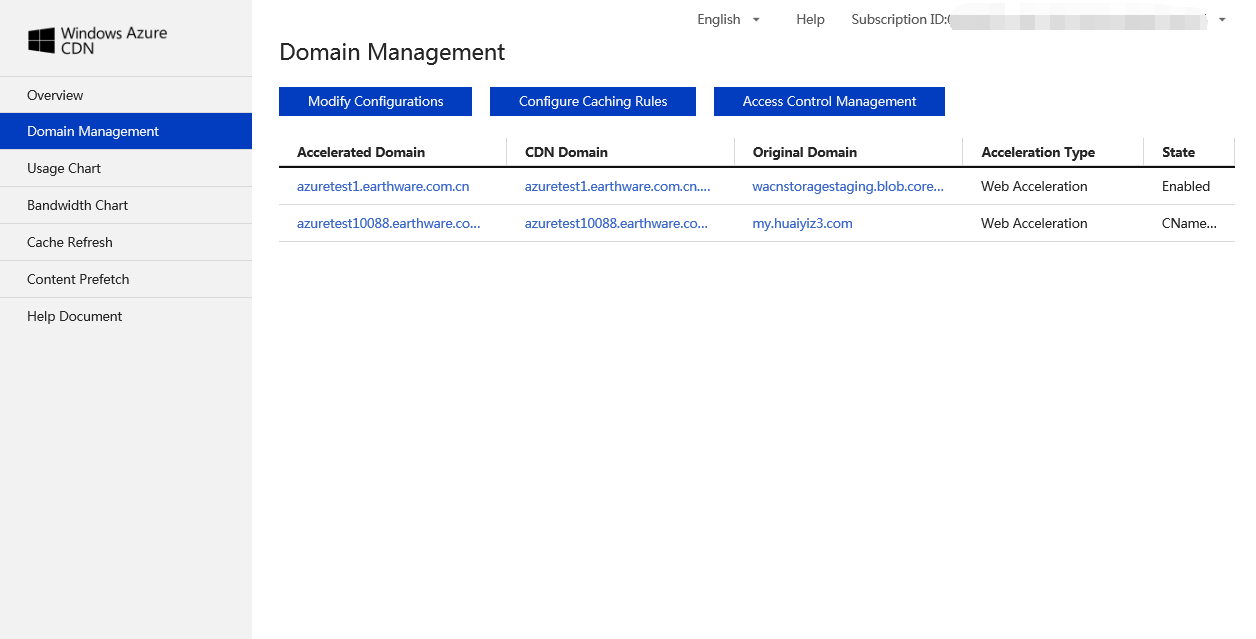 English Help Subscription ID:
Windows Azure
CDN
Domain Management
Overview
Domain Management
Usage Chart
Bandwidth Chart
Cache Refresh
Content Prefetch
Help Document
Modify Configurations Configure Caching Rules Access Control Management
Accelerated Domain CDN Domain Original Domain Acceleration Type State
azuretest1.earthware.com.cn azuretest1.earthware.com.cn.... wacnstoragestaging.blob.core... Web Acceleration Enabled
azuretest10088.earthware.co... azuretest10088.earthware.co... my.huaiyiz3.com Web Acceleration CName...